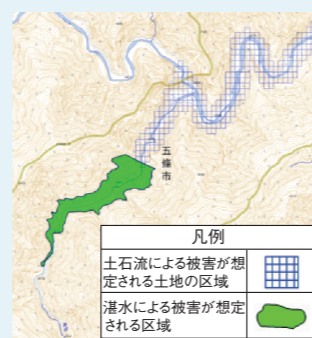 五條市
凡例
土石流による被害が想
定される土地の区域
湛水による被害が想定
される区域